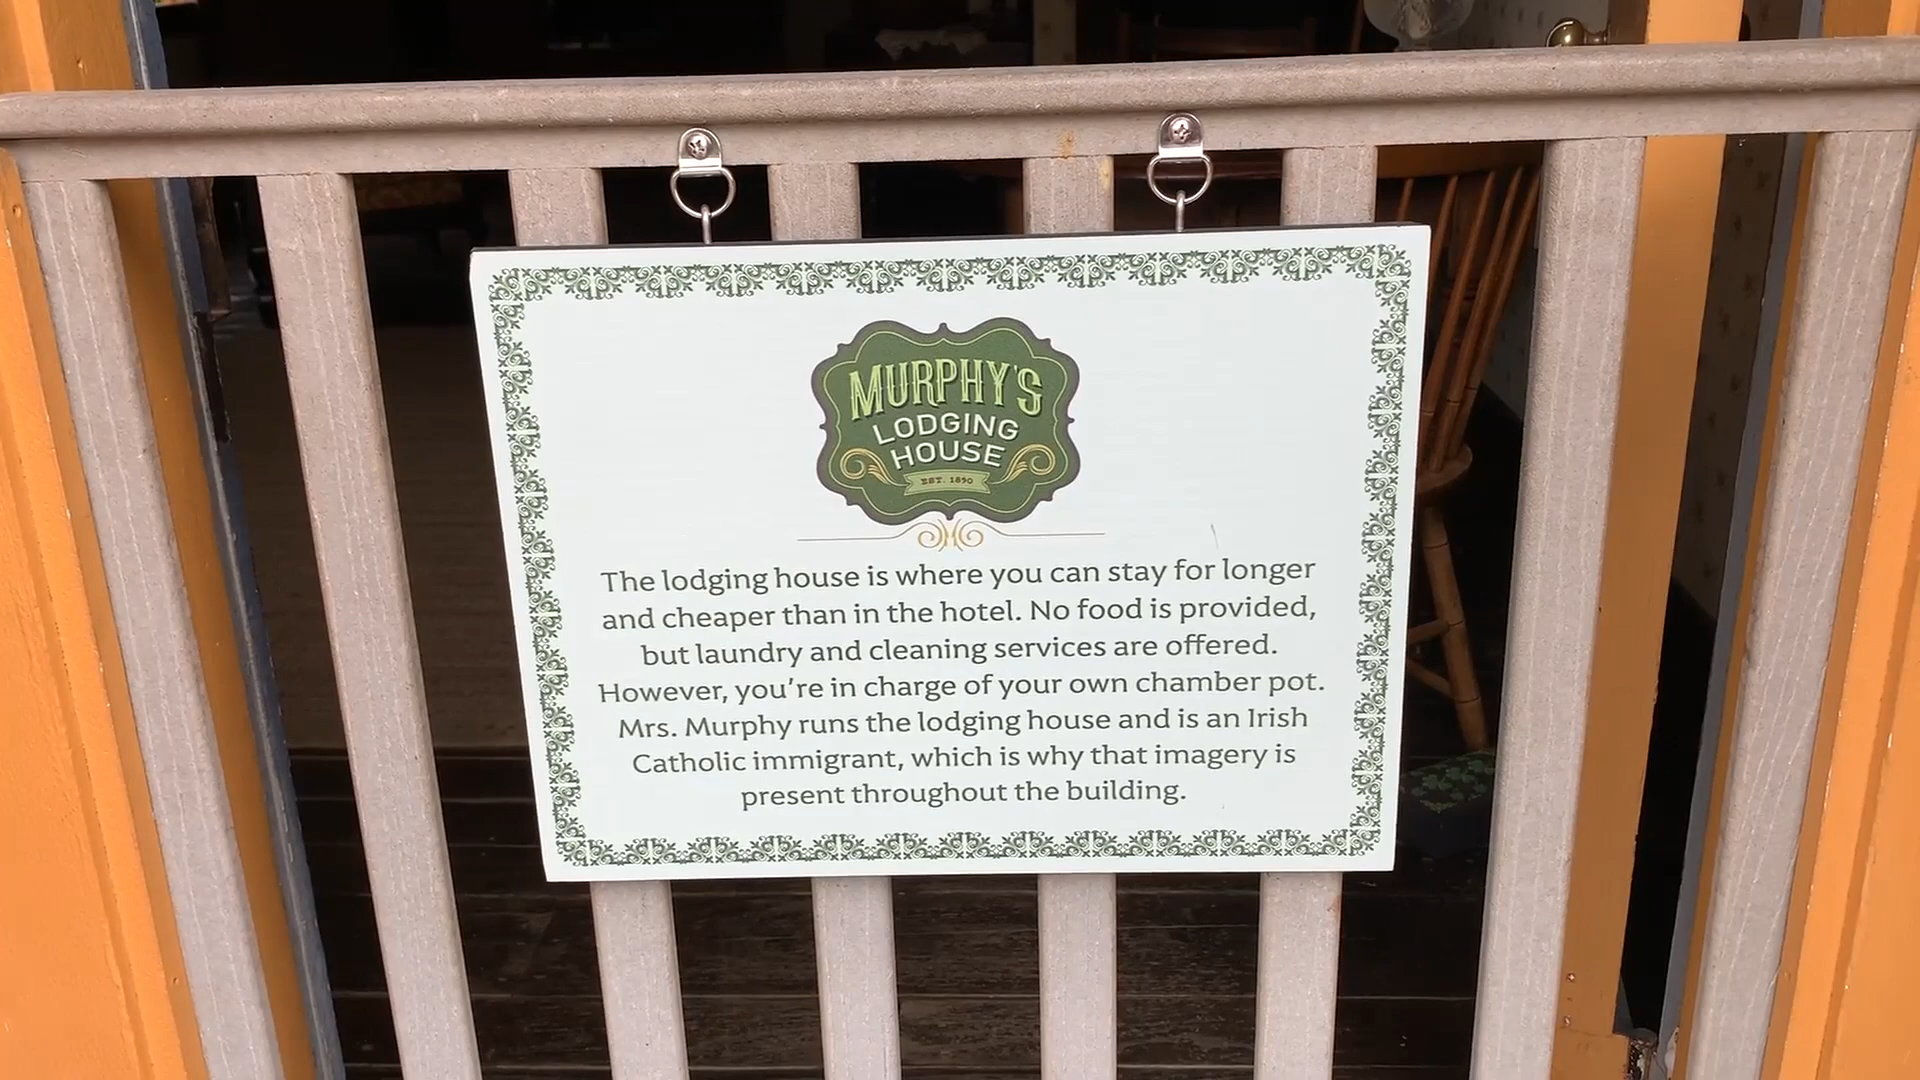 MURPHY'S
LODGING
HOUSE
EST. 1890
The lodging house is where you can stay for longer
and cheaper than in the hotel. No food is provided,
but laundry and cleaning services are offered.
However, you're in charge of your own chamber pot.
Mrs. Murphy runs the lodging house and is an Irish
Catholic immigrant, which is why that imagery is
present throughout the building.